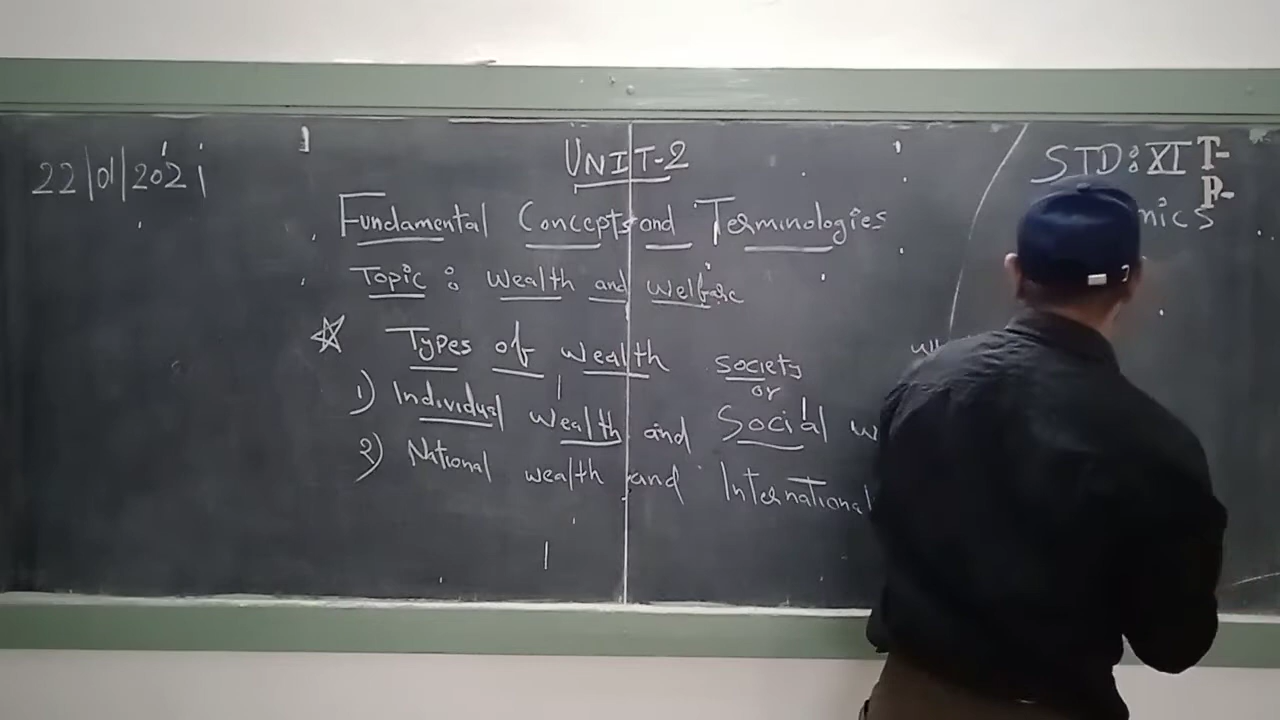 22/01/2021
UNIT-2
STD: XI
T-
P-
Fundamental Concepts and Terminologies
Topic : Wealth and Welfare
Types of wealth
society
or
1) Individual wealth and Social
2) National wealth and International